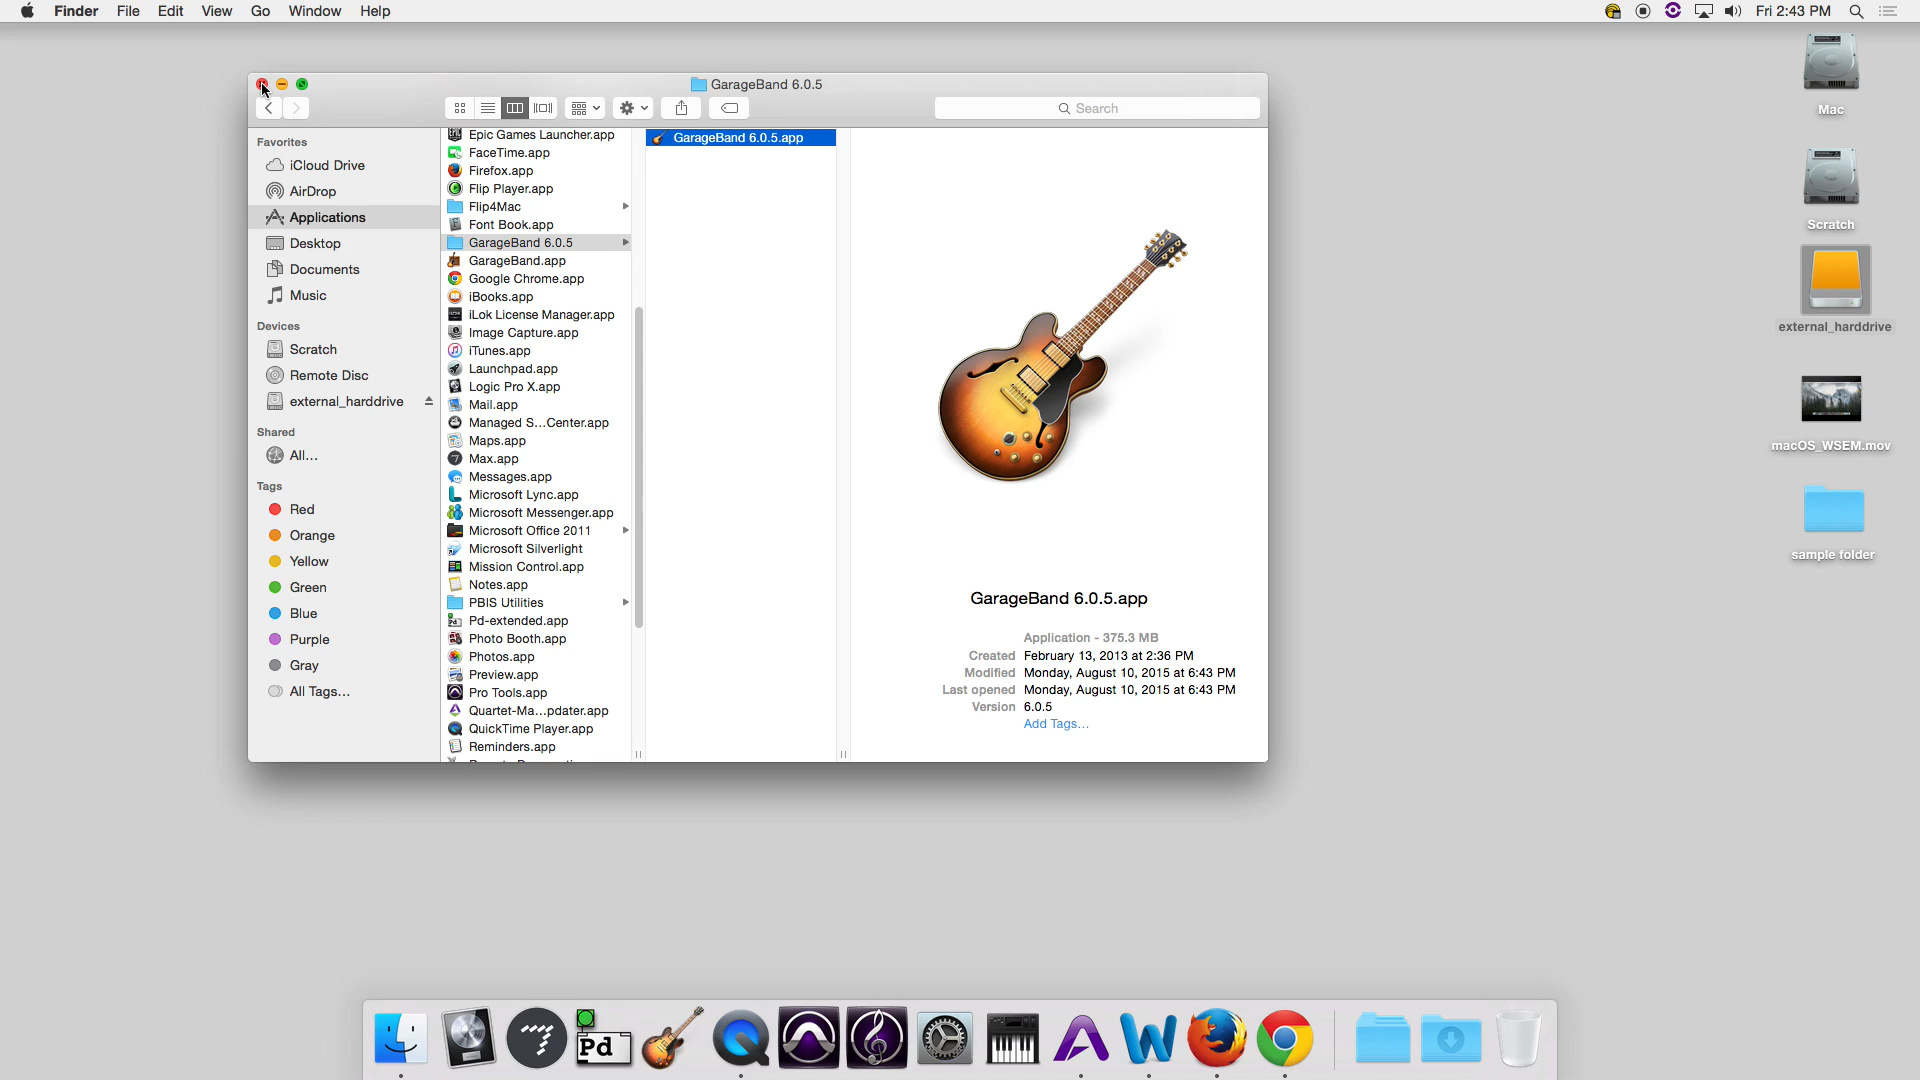 Finder File Edit View Go Window Help
Fri 2:43 PM
GarageBand 6.0.5
Search
Favorites
iCloud Drive
AirDrop
Applications
Desktop
Documents
Music
Devices
Scratch
Remote Disc
external_harddrive
Shared
All...
Tags
Red
Orange
Yellow
Green
Blue
Purple
Gray
All Tags...
Epic Games Launcher.app
FaceTime.app
Firefox.app
Flip Player.app
Flip4Mac
Font Book.app
GarageBand 6.0.5
GarageBand.app
Google Chrome.app
iBooks.app
iLok License Manager.app
Image Capture.app
iTunes.app
Launchpad.app
Logic Pro X.app
Mail.app
Managed S...Center.app
Maps.app
Max.app
Messages.app
Microsoft Lync.app
Microsoft Messenger.app
Microsoft Office 2011
Microsoft Silverlight
Mission Control.app
Notes.app
PBIS Utilities
Pd-extended.app
Photo Booth.app
Photos.app
Preview.app
Pro Tools.app
Quartet-Ma...pdater.app
QuickTime Player.app
Reminders.app
GarageBand 6.0.5.app
GarageBand 6.0.5.app
Application - 375.3 MB
Created February 13, 2013 at 2:36 PM
Modified Monday, August 10, 2015 at 6:43 PM
Last opened Monday, August 10, 2015 at 6:43 PM
Version 6.0.5
Add Tags...
Mac
Scratch
external_harddrive
macOS_WSEM.mov
sample folder
Pd